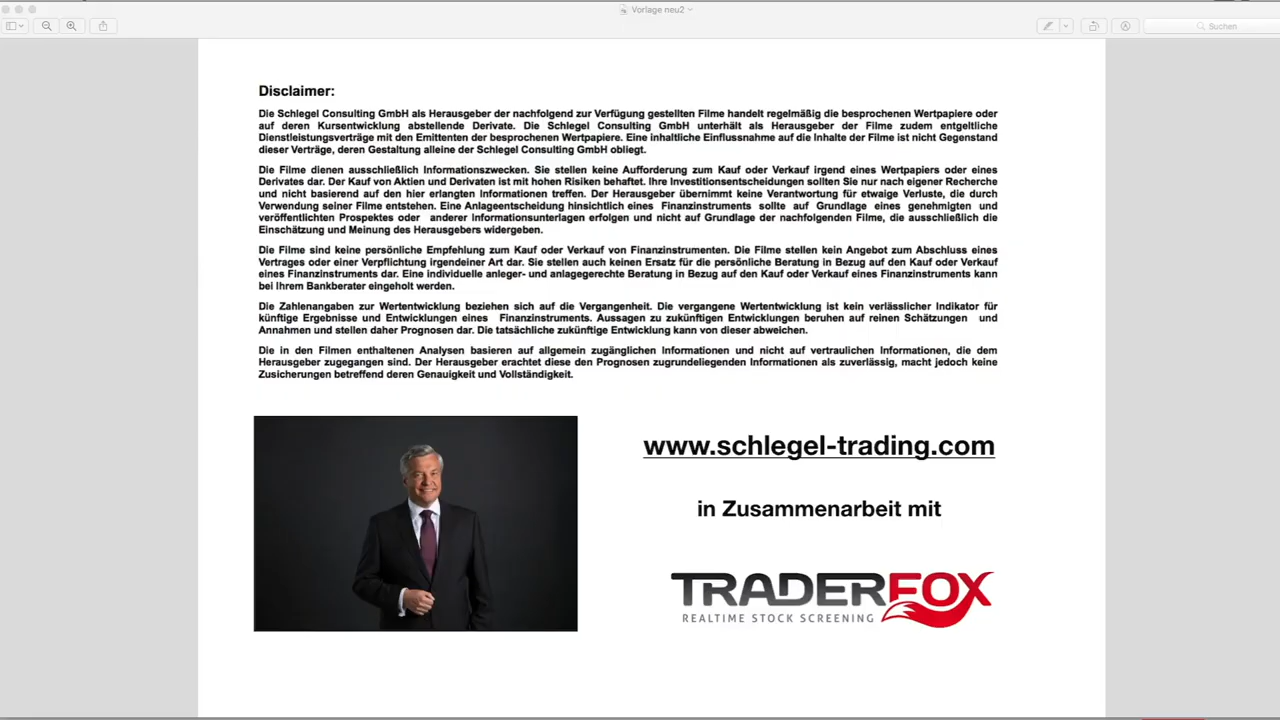 Vorlage neu2
Suchen
Disclaimer:
Die Schlegel Consulting GmbH als Herausgeber der nachfolgend zur Verfügung gestellten Filme handelt regelmäßig die besprochenen Wertpapiere oder
auf deren Kursentwicklung abstellende Derivate. Die Schlegel Consulting GmbH unterhält als Herausgeber der Filme zudem entgeltliche
Dienstleistungsverträge mit den Emittenten der besprochenen Wertpapiere. Eine inhaltliche Einflussnahme auf die Inhalte der Filme ist nicht Gegenstand
dieser Verträge, deren Gestaltung alleine der Schlegel Consulting GmbH obliegt.
Die Filme dienen ausschließlich Informationszwecken. Sie stellen keine Aufforderung zum Kauf oder Verkauf irgend eines Wertpapiers oder eines
Derivates dar. Der Kauf von Aktien und Derivaten ist mit hohen Risiken behaftet. Ihre Investitionsentscheidungen sollten Sie nur nach eigener Recherche
und nicht basierend auf den hier erlangten Informationen treffen. Der Herausgeber übernimmt keine Verantwortung für etwaige Verluste, die durch
Verwendung seiner Filme entstehen. Eine Anlageentscheidung hinsichtlich eines Finanzinstruments sollte auf Grundlage eines genehmigten und
veröffentlichten Prospektes oder anderer Informationsunterlagen erfolgen und nicht auf Grundlage der nachfolgenden Filme, die ausschließlich die
Einschätzung und Meinung des Herausgebers widergeben.
Die Filme sind keine persönliche Empfehlung zum Kauf oder Verkauf von Finanzinstrumenten. Die Filme stellen kein Angebot zum Abschluss eines
Vertrages oder einer Verpflichtung irgendeiner Art dar. Sie stellen auch keinen Ersatz für die persönliche Beratung in Bezug auf den Kauf oder Verkauf
eines Finanzinstruments dar. Eine individuelle anleger- und anlagegerechte Beratung in Bezug auf den Kauf oder Verkauf eines Finanzinstruments kann
bei Ihrem Bankberater eingeholt werden.
Die Zahlenangaben zur Wertentwicklung beziehen sich auf die Vergangenheit. Die vergangene Wertentwicklung ist kein verlässlicher Indikator für
künftige Ergebnisse und Entwicklungen eines Finanzinstruments. Aussagen zu zukünftigen Entwicklungen beruhen auf reinen Schätzungen und
Annahmen und stellen daher Prognosen dar. Die tatsächliche zukünftige Entwicklung kann von dieser abweichen.
Die in den Filmen enthaltenen Analysen basieren auf allgemein zugänglichen Informationen und nicht auf vertraulichen Informationen, die dem
Herausgeber zugegangen sind. Der Herausgeber erachtet diese den Prognosen zugrundeliegenden Informationen als zuverlässig, macht jedoch keine
Zusicherungen betreffend deren Genauigkeit und Vollständigkeit.
www.schlegel-trading.com
in Zusammenarbeit mit
TRADERFOX
REALTIME STOCK SCREENING